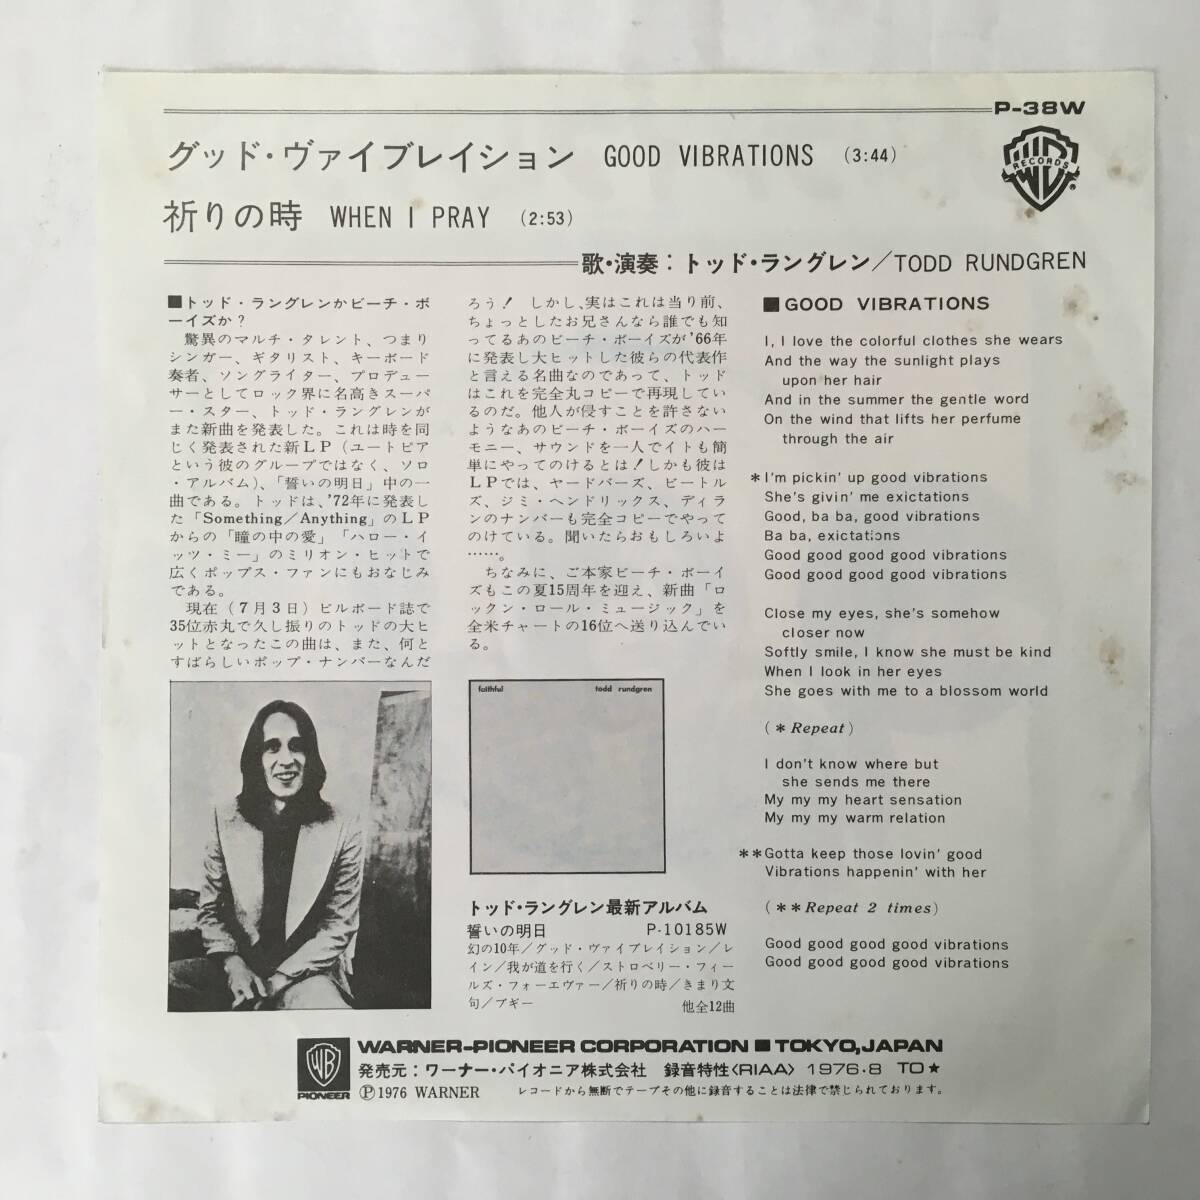 P-38W
グッド・ヴァイブレイション GOOD VIBRATIONS (3:44)
祈りの時 WHEN I PRAY (2:53)
WB
RECORDS
歌・演奏:トッド・ラングレン/TODD RUNDGREN
■トッド・ラングレンかビーチ・ボ
ーイズか?
驚異のマルチ・タレント、つまり
シンガー、ギタリスト、キーボード
奏者、ソングライター、プロデュー
サーとしてロック界に名高きスーパ
ー・スター、トッド・ラングレンが
また新曲を発表した。これは時を同
じく発表された新LP(ユートピア
という彼のグループではなく、ソロ
・アルバム)、「誓いの明日」中の一
曲である。トッドは、'72年に発表し
た「Something/Anything」のLP
からの「瞳の中の愛」「ハロー・イ
ッツ・ミー」のミリオン・ヒットで
広くポップス・ファンにもおなじみ
である。
現在(7月3日)ビルボード誌で
35位赤丸で久し振りのトッドの大ヒ
ットとなったこの曲は、また、何と
すばらしいポップ・ナンバーなんだ
ろう! しかし、実はこれは当り前、
ちょっとしたお兄さんなら誰でも知
ってるあのビーチ・ボーイズが'66年
に発表し大ヒットした彼らの代表作
と言える名曲なのであって、トッド
はこれを完全丸コピーで再現してい
るのだ。他人が侵すことを許さない
ようなあのビーチ・ボーイズのハー
モニー、サウンドを一人でイトも簡
単にやってのけるとは!しかも彼は
LPでは、ヤードバーズ、ビートル
ズ、ジミ・ヘンドリックス、ディラ
ンのナンバーも完全コピーでやって
のけている。聞いたらおもしろいよ
……。
ちなみに、ご本家ビーチ・ボーイ
ズもこの夏15周年を迎え、新曲「ロ
ックン・ロール・ミュージック」を
全米チャートの16位へ送り込んでい
る。
faithful todd rundgren
トッド・ラングレン最新アルバム
誓いの明日 P-10185W
幻の10年/グッド・ヴァイブレイション/レ
イン/我が道を行く/ストロベリー・フィー
ルズ・フォーエヴァー/祈りの時/きまり文
句/ブギー 他全12曲
■ GOOD VIBRATIONS
I, I love the colorful clothes she wears
And the way the sunlight plays
upon her hair
And in the summer the gentle word
On the wind that lifts her perfume
through the air
*I'm pickin' up good vibrations
She's givin' me exictations
Good, ba ba, good vibrations
Ba ba, exictations
Good good good good vibrations
Good good good good vibrations
Close my eyes, she's somehow
closer now
Softly smile, I know she must be kind
When I look in her eyes
She goes with me to a blossom world
(*Repeat)
I don't know where but
she sends me there
My my my heart sensation
My my my warm relation
**Gotta keep those lovin' good
Vibrations happenin' with her
(**Repeat 2 times)
Good good good good vibrations
Good good good good vibrations
WB
PIONEER
WARNER-PIONEER CORPORATION ■ TOKYO, JAPAN
発売元:ワーナー・パイオニア株式会社 録音特性〈RIAA〉1976・8 TO★
Ⓟ1976 WARNER レコードから無断でテープその他に録音することは法律で禁じられております。